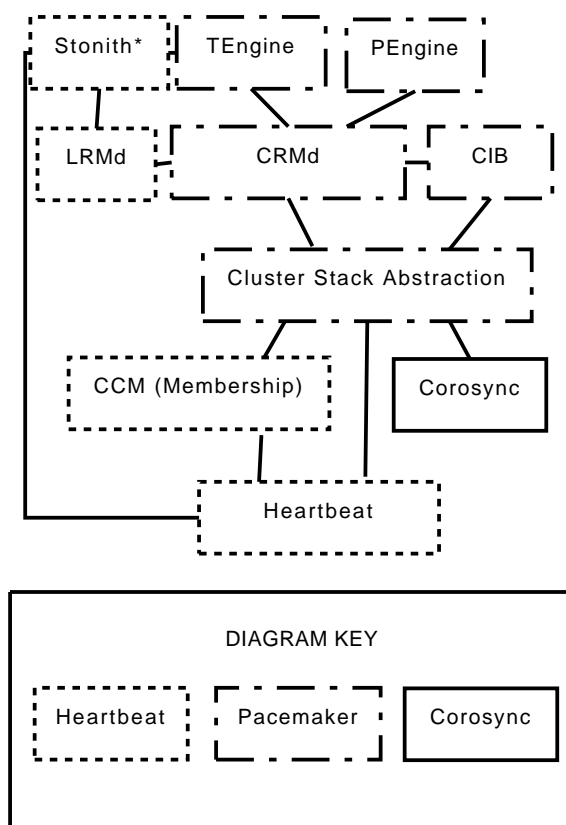 Stonith*
TEngine
PEngine
LRMd
CRMd
CIB
Cluster Stack Abstraction
CCM (Membership)
Corosync
Heartbeat
DIAGRAM KEY
Heartbeat
Pacemaker
Corosync